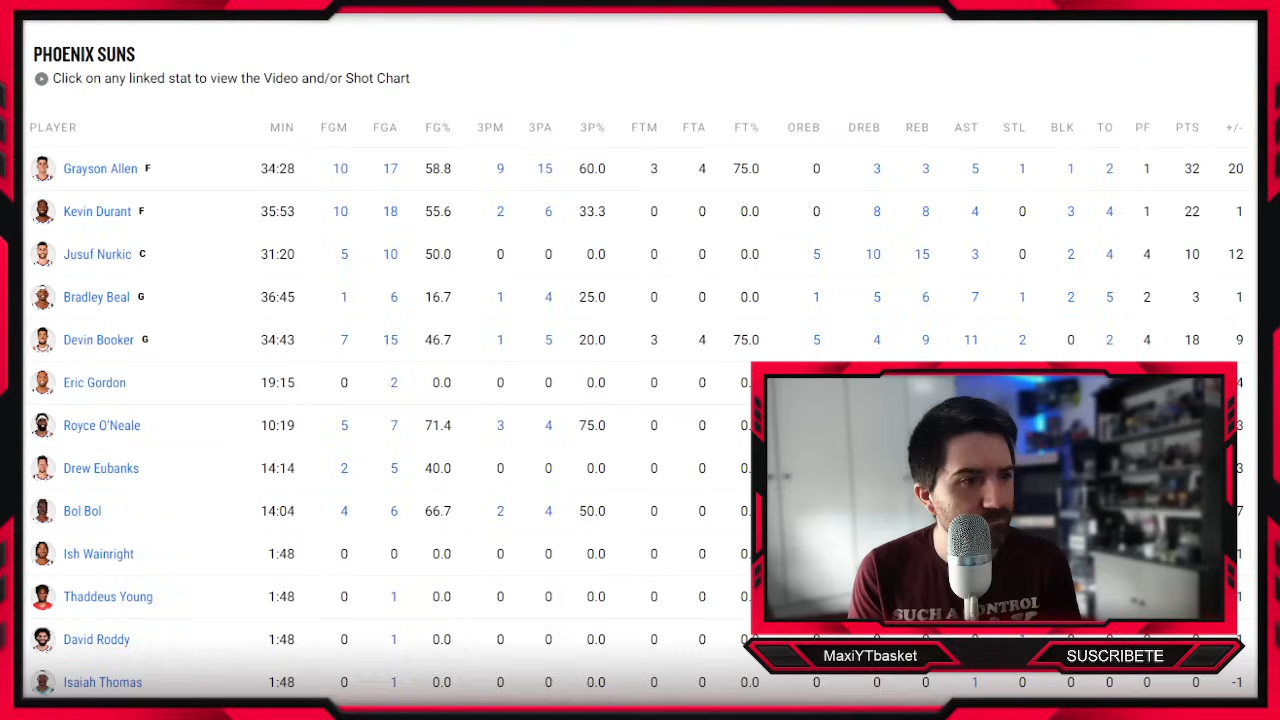 PHOENIX SUNS
Click on any linked stat to view the Video and/or Shot Chart
PLAYER MIN FGM FGA FG% 3PM 3PA 3P% FTM FTA FT% OREB DREB REB AST STL BLK TO PF PTS +/-
Grayson Allen F 34:28 10 17 58.8 9 15 60.0 3 4 75.0 0 3 3 5 1 1 2 1 32 20
Kevin Durant F 35:53 10 18 55.6 2 6 33.3 0 0 0.0 0 8 8 4 0 3 4 1 22 1
Jusuf Nurkic C 31:20 5 10 50.0 0 0 0.0 0 0 0.0 5 10 15 3 0 2 4 4 10 12
Bradley Beal G 36:45 1 6 16.7 1 4 25.0 0 0 0.0 1 5 6 7 1 2 5 2 3 1
Devin Booker G 34:43 7 15 46.7 1 5 20.0 3 4 75.0 5 4 9 11 2 0 2 4 18 9
Eric Gordon 19:15 0 2 0.0 0 0 0.0 0 0 0. 4
Royce O'Neale 10:19 5 7 71.4 3 4 75.0 0 0 0. 3
Drew Eubanks 14:14 2 5 40.0 0 0 0.0 0 0 0. 3
Bol Bol 14:04 4 6 66.7 2 4 50.0 0 0 0. 7
Ish Wainright 1:48 0 0 0.0 0 0 0.0 0 0 0. 1
Thaddeus Young 1:48 0 1 0.0 0 0 0.0 0 0 0. 1
David Roddy 1:48 0 1 0.0 0 0 0.0 0 0 0.
Isaiah Thomas 1:48 0 1 0.0 0 0 0.0 0 0 0.0 0 0 0 1 0 0 0 0 0 -1
SUCH A CONTROL
MaxiYTbasket
SUSCRIBETE